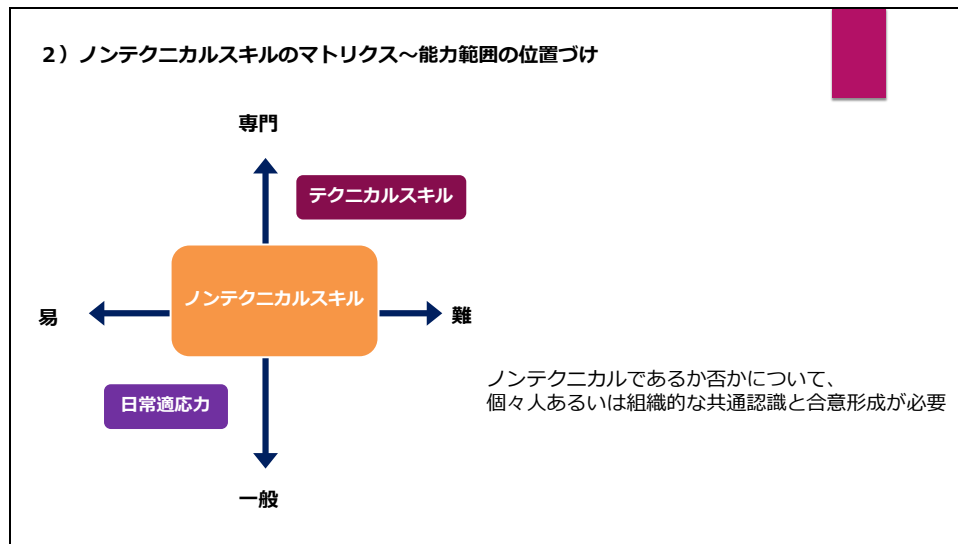 ２）ノンテクニカルスキルのマトリクス～能力範囲の位置づけ
専門
テクニカルスキル
ノンテクニカルスキル
易
難
日常適応力
ノンテクニカルであるか否かについて、
個々人あるいは組織的な共通認識と合意形成が必要
一般